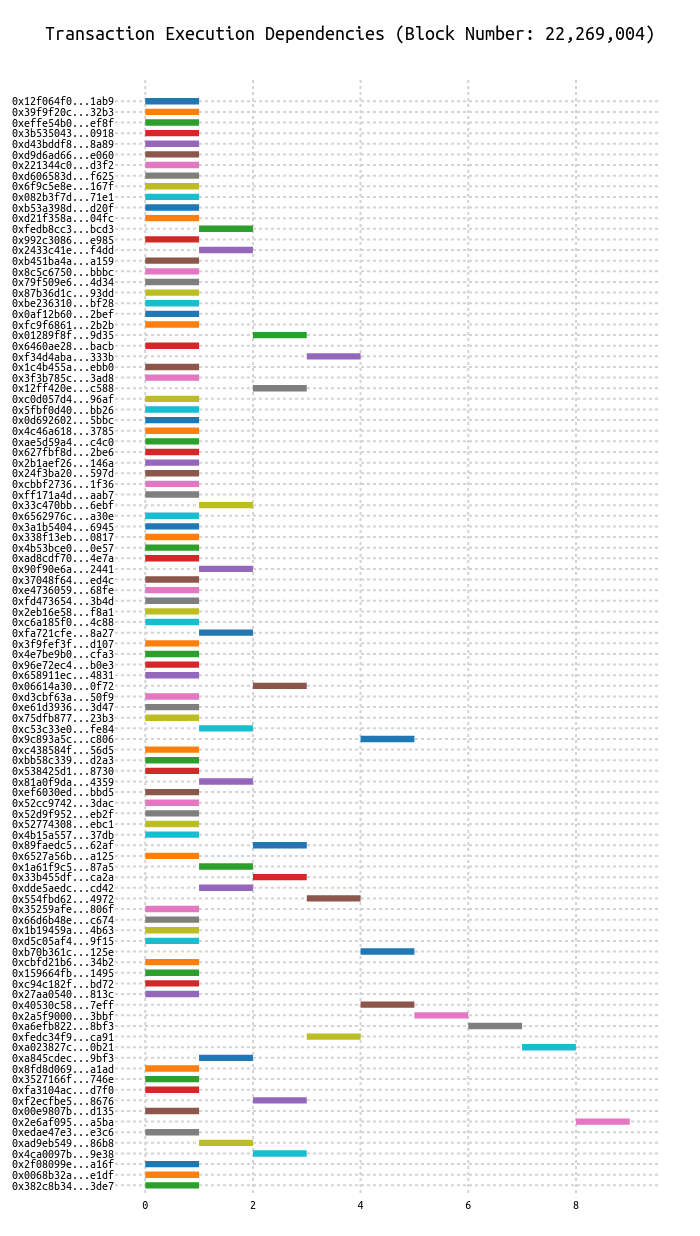 Transaction Execution Dependencies (Block Number: 22,269,004)
0x12f064f0...1ab9
0x39f9f20c...32b3
0xeffe54b0...ef8f
0x3b535043...0918
0xd43bddf8...8a89
0xd9d6ad66...e060
0x221344c0...d3f2
0xd606583d...f625
0x6f9c5e8e...167f
0x082b3f7d...71e1
0xb53a398d...d20f
0xd21f358a...04fc
0xfedb8cc3...bcd3
0x992c3086...e985
0x2433c41e...f4dd
0xb451ba4a...a159
0x8c5c6750...bbbc
0x79f509e6...4d34
0x87b36d1c...93dd
0xbe236310...bf28
0x0af12b60...2bef
0xfc9f6861...2b2b
0x01289f8f...9d35
0x6460ae28...bacb
0xf34d4aba...333b
0x1c4b455a...ebb0
0x3f3b785c...3ad8
0x12ff420e...c588
0xc0d057d4...96af
0x5fbf0d40...bb26
0x0d692602...5bbc
0x4c46a618...3785
0xae5d59a4...c4c0
0x627fbf8d...2be6
0x2b1aef26...146a
0x24f3ba20...597d
0xcbbf2736...1f36
0xff171a4d...aab7
0x33c470bb...6ebf
0x6562976c...a30e
0x3a1b5404...6945
0x338f13eb...0817
0x4b53bce0...0e57
0xad8cdf70...4e7a
0x90f90e6a...2441
0x37048f64...ed4c
0xe4736059...68fe
0xfd473654...3b4d
0x2eb16e58...f8a1
0xc6a185f0...4c88
0xfa721cfe...8a27
0x3f9fef3f...d107
0x4e7be9b0...cfa3
0x96e72ec4...b0e3
0x658911ec...4831
0x06614a30...0f72
0xd3cbf63a...50f9
0xe61d3936...3d47
0x75dfb877...23b3
0xc53c33e0...fe84
0x9c893a5c...c806
0xc438584f...56d5
0xbb58c339...d2a3
0x538425d1...8730
0x81a0f9da...4359
0xef6030ed...bbd5
0x52cc9742...3dac
0x52d9f952...eb2f
0x52774308...ebc1
0x4b15a557...37db
0x89faedc5...62af
0x6527a56b...a125
0x1a61f9c5...87a5
0x33b455df...ca2a
0xdde5aedc...cd42
0x554fbd62...4972
0x35259afe...806f
0x66d6b48e...c674
0x1b19459a...4b63
0xd5c05af4...9f15
0xb70b361c...125e
0xcbfd21b6...34b2
0x159664fb...1495
0xc94c182f...bd72
0x27aa0540...813c
0x40530c58...7eff
0x2a5f9000...3bbf
0xa6efb822...8bf3
0xfedc34f9...ca91
0xa023827c...0b21
0xa845cdec...9bf3
0x8fd8d069...a1ad
0x3527166f...746e
0xfa3104ac...d7f0
0xf2ecfbe5...8676
0x00e9807b...d135
0x2e6af095...a5ba
0xedae47e3...e3c6
0xad9eb549...86b8
0x4ca0097b...9e38
0x2f08099e...a16f
0x0068b32a...e1df
0x382c8b34...3de7
0 2 4 6 8